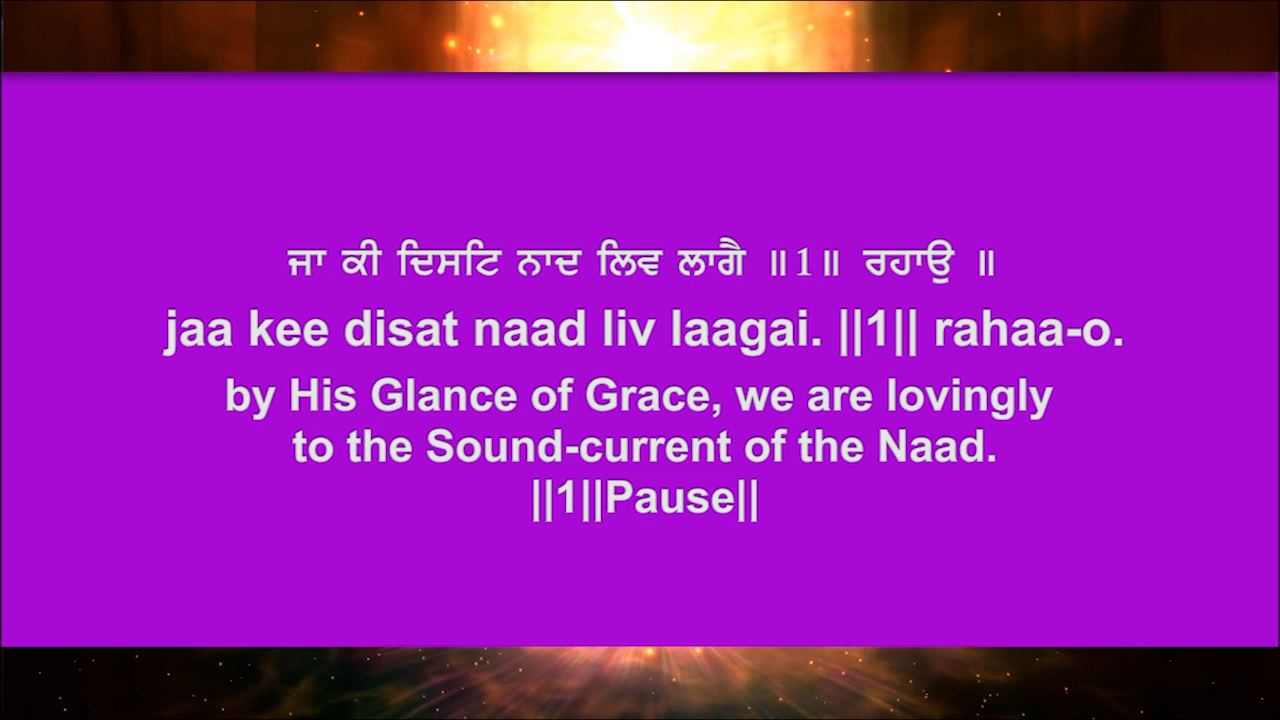 ਜਾ ਕੀ ਦਿਸਟਿ ਨਾਦ ਲਿਵ ਲਾਗੈ ॥1॥ ਰਹਾਉ ॥
jaa kee disat naad liv laagai. ||1|| rahaa-o.
by His Glance of Grace, we are lovingly
to the Sound-current of the Naad.
||1||Pause||